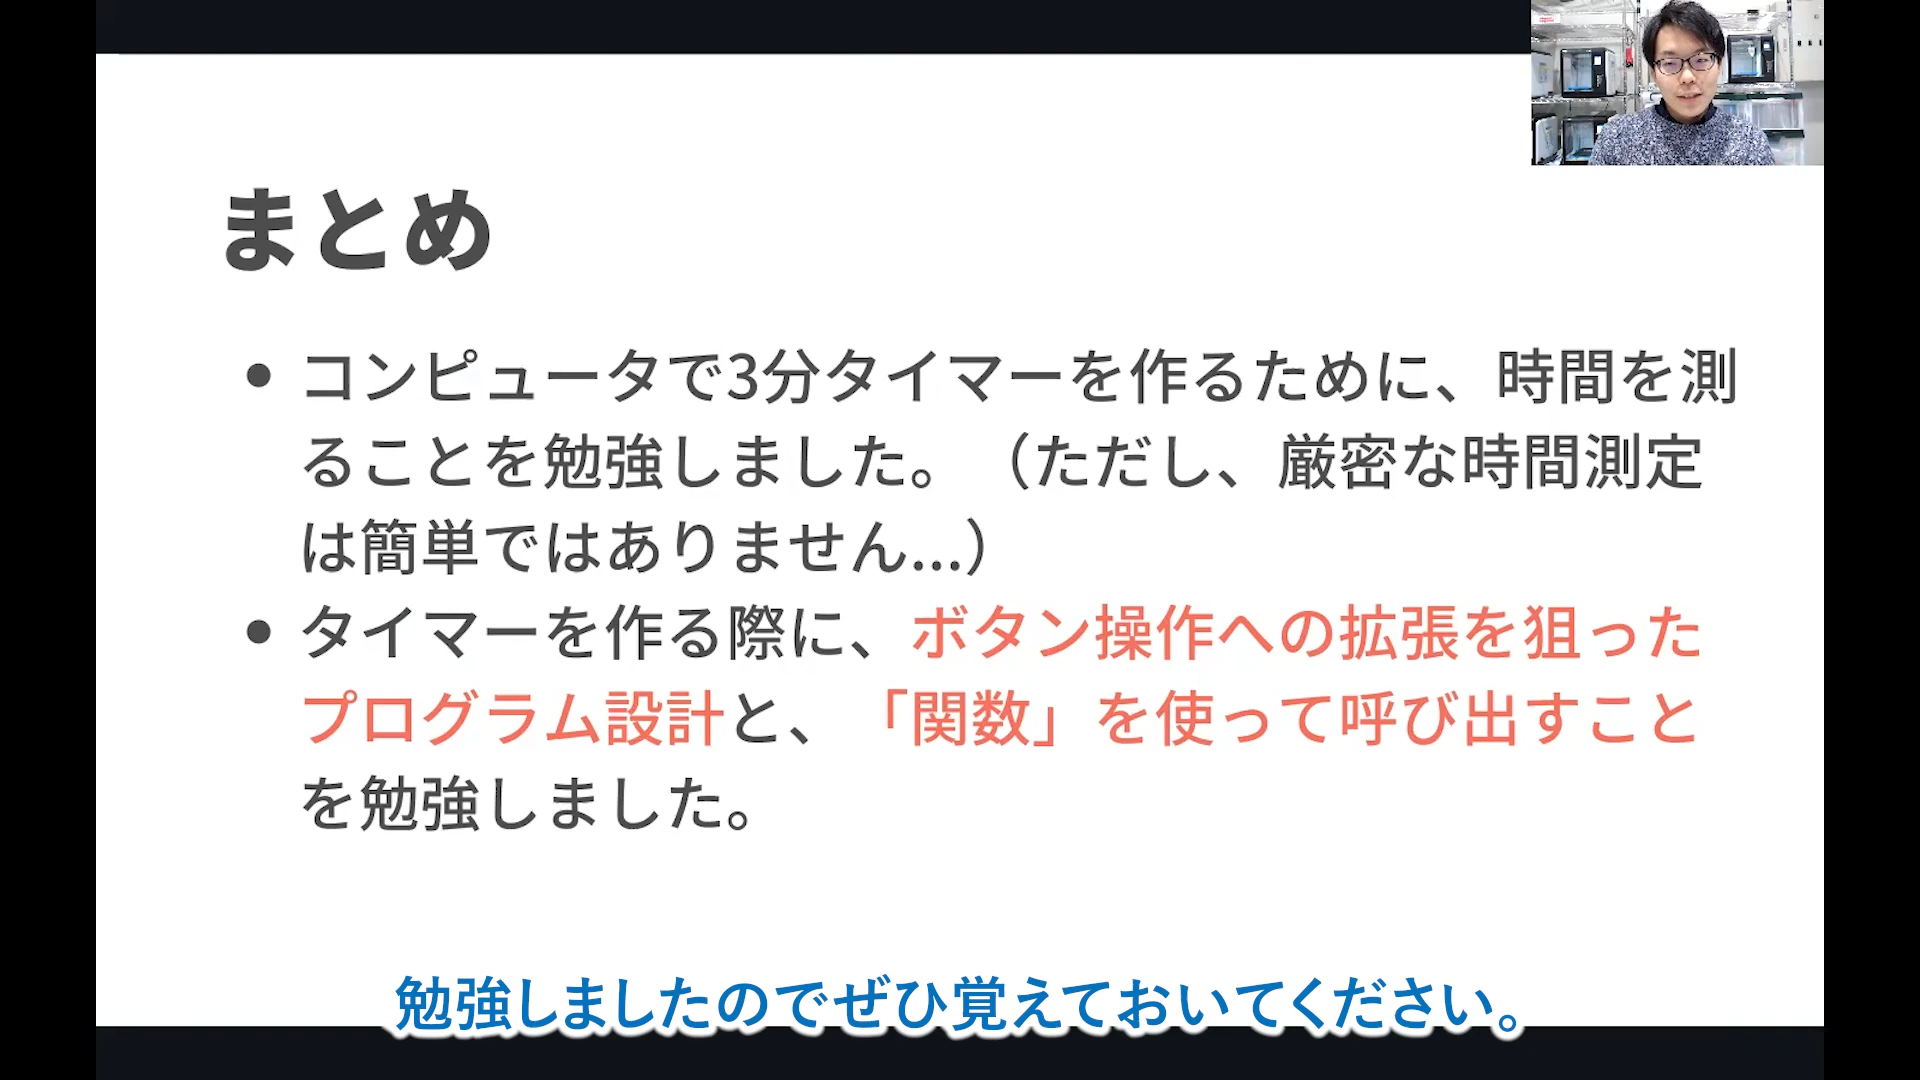 まとめ
• コンピュータで3分タイマーを作るために、時間を測
ることを勉強しました。（ただし、厳密な時間測定
は簡単ではありません...）
• タイマーを作る際に、ボタン操作への拡張を狙った
プログラム設計と、「関数」を使って呼び出すこと
を勉強しました。
勉強しましたのでぜひ覚えておいてください。